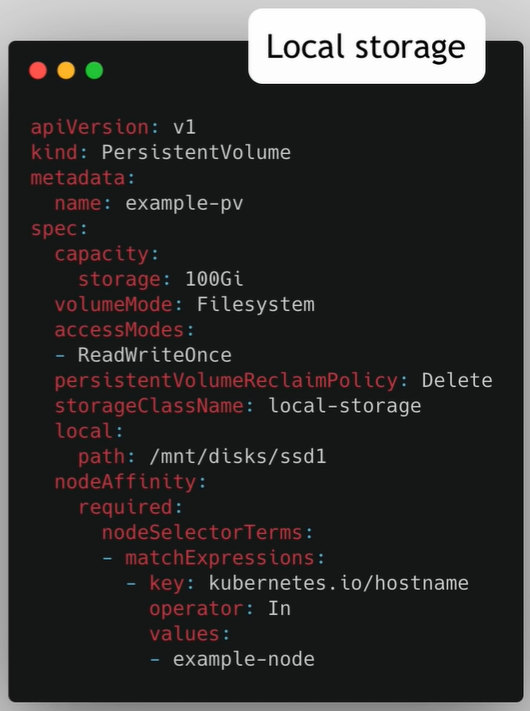 Local storage
apiVersion: v1
kind: PersistentVolume
metadata:
  name: example-pv
spec:
  capacity:
    storage: 100Gi
  volumeMode: Filesystem
  accessModes:
  - ReadWriteOnce
  persistentVolumeReclaimPolicy: Delete
  storageClassName: local-storage
  local:
    path: /mnt/disks/ssd1
  nodeAffinity:
    required:
      nodeSelectorTerms:
      - matchExpressions:
        - key: kubernetes.io/hostname
          operator: In
          values:
          - example-node